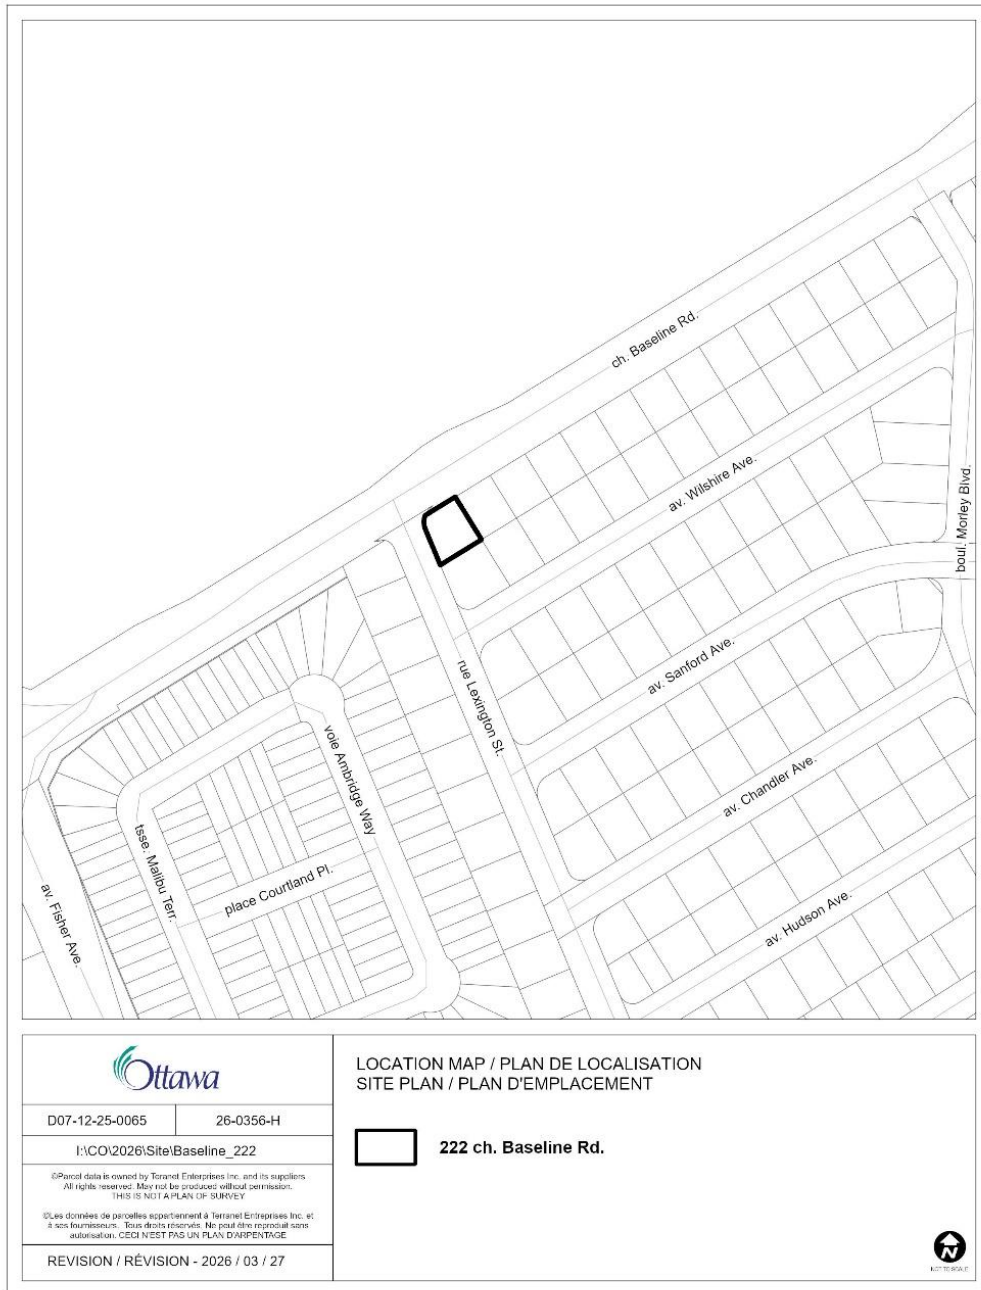 ch. Baseline Rd.
av. Wilshire Ave.
boul. Morley Blvd.
av. Sanford Ave.
rue Lexington St.
voie Ambridge Way
av. Chandler Ave.
tsse. Malibu Terr.
place Courtland Pl.
av. Fisher Ave.
av. Hudson Ave.
Ottawa
D07-12-25-0065
26-0356-H
I:\CO\2026\Site\Baseline_222
©Parcel data is owned by Teranet Enterprises Inc. and its suppliers
All rights reserved. May not be produced without permission.
THIS IS NOT A PLAN OF SURVEY
©Les données de parcelles appartiennent à Terranet Entreprises Inc. et
à ses fournisseurs. Tous droits réservés. Ne peut être reproduit sans
autorisation. CECI N'EST PAS UN PLAN D'ARPENTAGE
REVISION / RÉVISION - 2026 / 03 / 27
LOCATION MAP / PLAN DE LOCALISATION
SITE PLAN / PLAN D'EMPLACEMENT
222 ch. Baseline Rd.
N
NOT TO SCALE